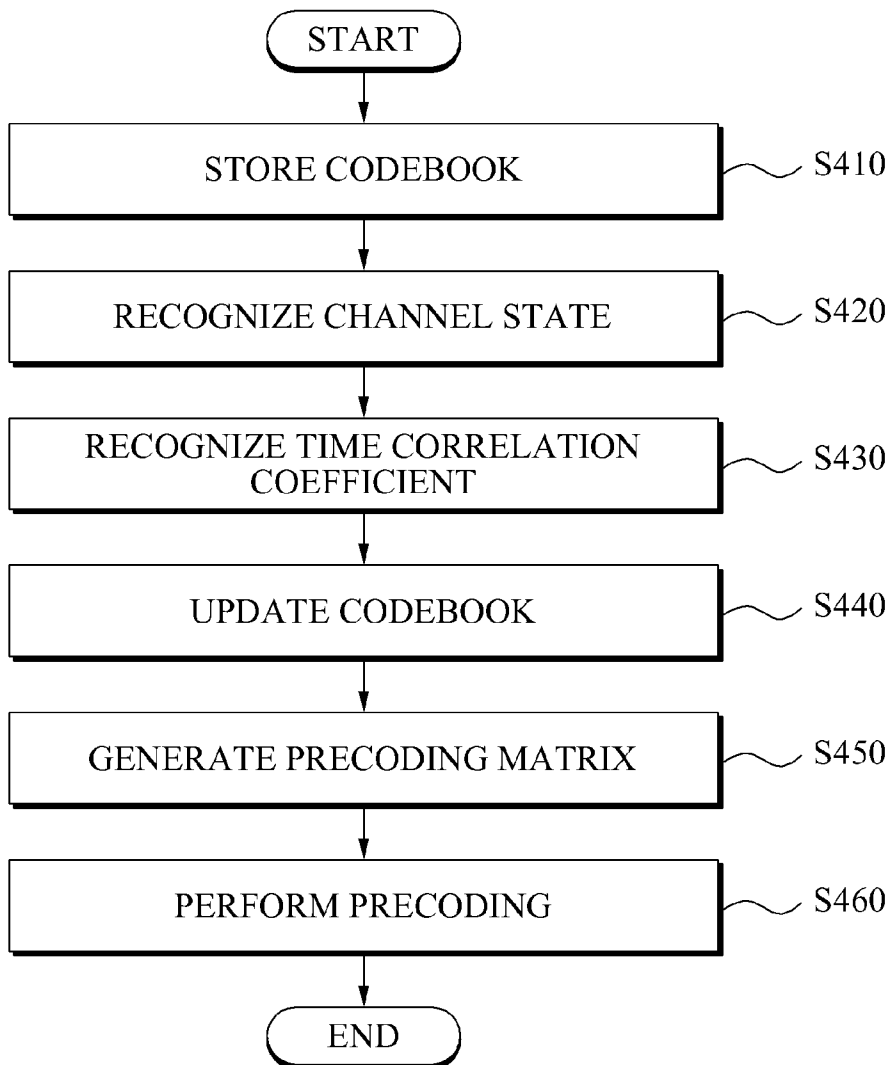 START
STORE CODEBOOK
S410
RECOGNIZE CHANNEL STATE
S420
RECOGNIZE TIME CORRELATION
COEFFICIENT
S430
UPDATE CODEBOOK
S440
GENERATE PRECODING MATRIX
S450
PERFORM PRECODING
S460
END